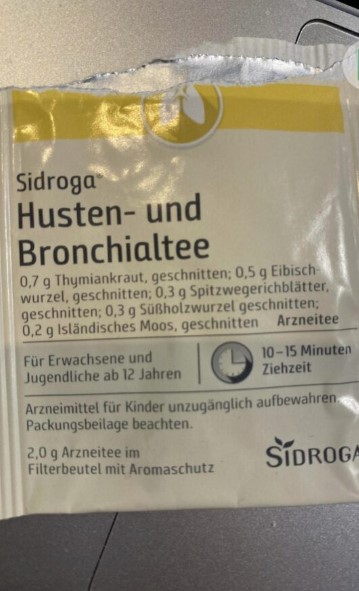 Sidroga®
Husten- und
Bronchialtee
0,7 g Thymiankraut, geschnitten; 0,5 g Eibisch-
wurzel, geschnitten; 0,3 g Spitzwegerichblätter,
geschnitten; 0,3 g Süßholzwurzel geschnitten;
0,2 g Isländisches Moos, geschnitten Arzneitee
Für Erwachsene und
Jugendliche ab 12 Jahren
10–15 Minuten
Ziehzeit
Arzneimittel für Kinder unzugänglich aufbewahren.
Packungsbeilage beachten.
2,0 g Arzneitee im
Filterbeutel mit Aromaschutz
SIDROGA